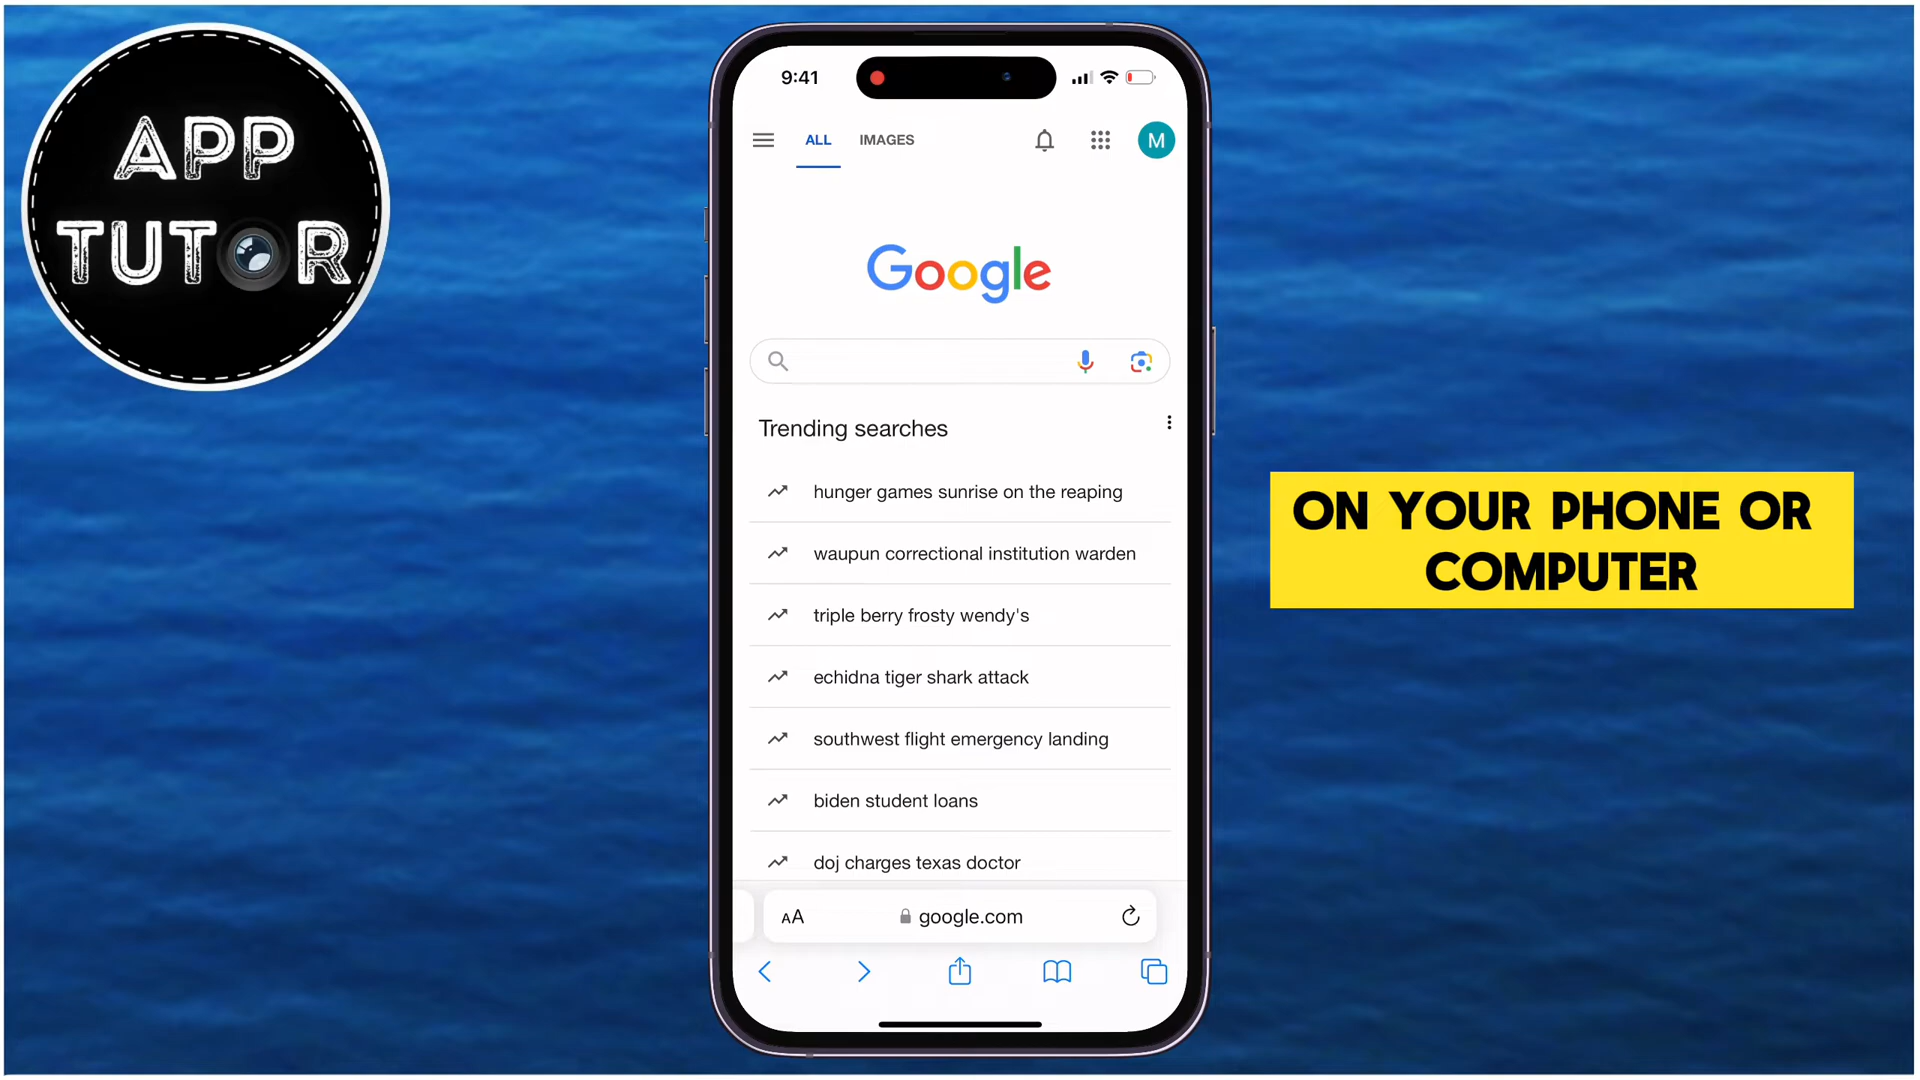 APP
TUTOR
9:41
ALL IMAGES M
Google
Trending searches
hunger games sunrise on the reaping
waupun correctional institution warden
triple berry frosty wendy's
echidna tiger shark attack
southwest flight emergency landing
biden student loans
doj charges texas doctor
AA google.com
ON YOUR PHONE OR
COMPUTER